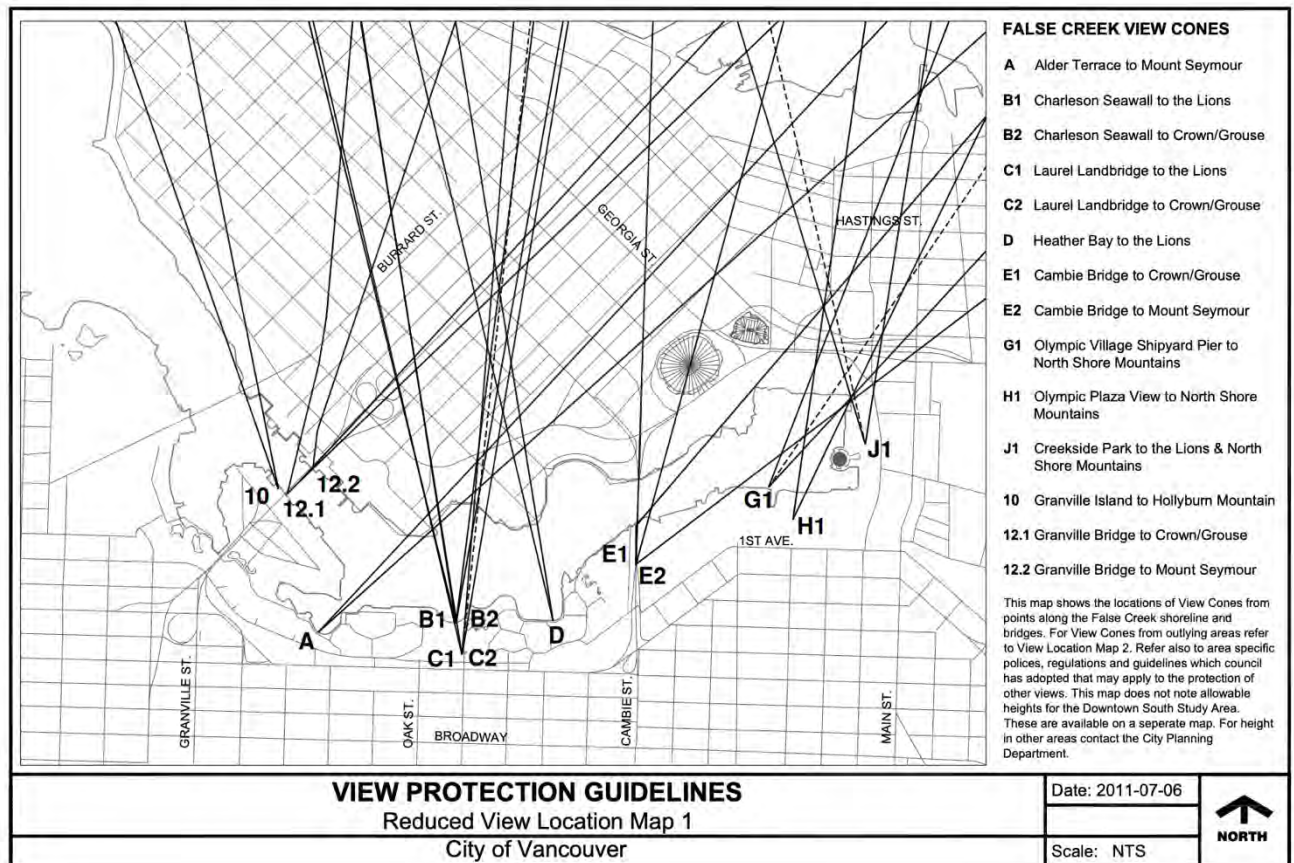 FALSE CREEK VIEW CONES
A Alder Terrace to Mount Seymour
B1 Charleson Seawall to the Lions
B2 Charleson Seawall to Crown/Grouse
C1 Laurel Landbridge to the Lions
C2 Laurel Landbridge to Crown/Grouse
D Heather Bay to the Lions
E1 Cambie Bridge to Crown/Grouse
E2 Cambie Bridge to Mount Seymour
G1 Olympic Village Shipyard Pier to
North Shore Mountains
H1 Olympic Plaza View to North Shore
Mountains
J1 Creekside Park to the Lions & North
Shore Mountains
10 Granville Island to Hollyburn Mountain
12.1 Granville Bridge to Crown/Grouse
12.2 Granville Bridge to Mount Seymour
This map shows the locations of View Cones from
points along the False Creek shoreline and
bridges. For View Cones from outlying areas refer
to View Location Map 2. Refer also to area specific
polices, regulations and guidelines which council
has adopted that may apply to the protection of
other views. This map does not note allowable
heights for the Downtown South Study Area.
These are available on a seperate map. For height
in other areas contact the City Planning
Department.
BURRARD ST.
GEORGIA ST.
HASTINGS ST.
J1
12.2
10
12.1
G1
H1
1ST AVE.
E1
E2
B1
B2
A
D
C1
C2
GRANVILLE ST.
OAK ST.
BROADWAY
CAMBIE ST.
MAIN ST.
VIEW PROTECTION GUIDELINES
Reduced View Location Map 1
City of Vancouver
Date: 2011-07-06
Scale: NTS
NORTH